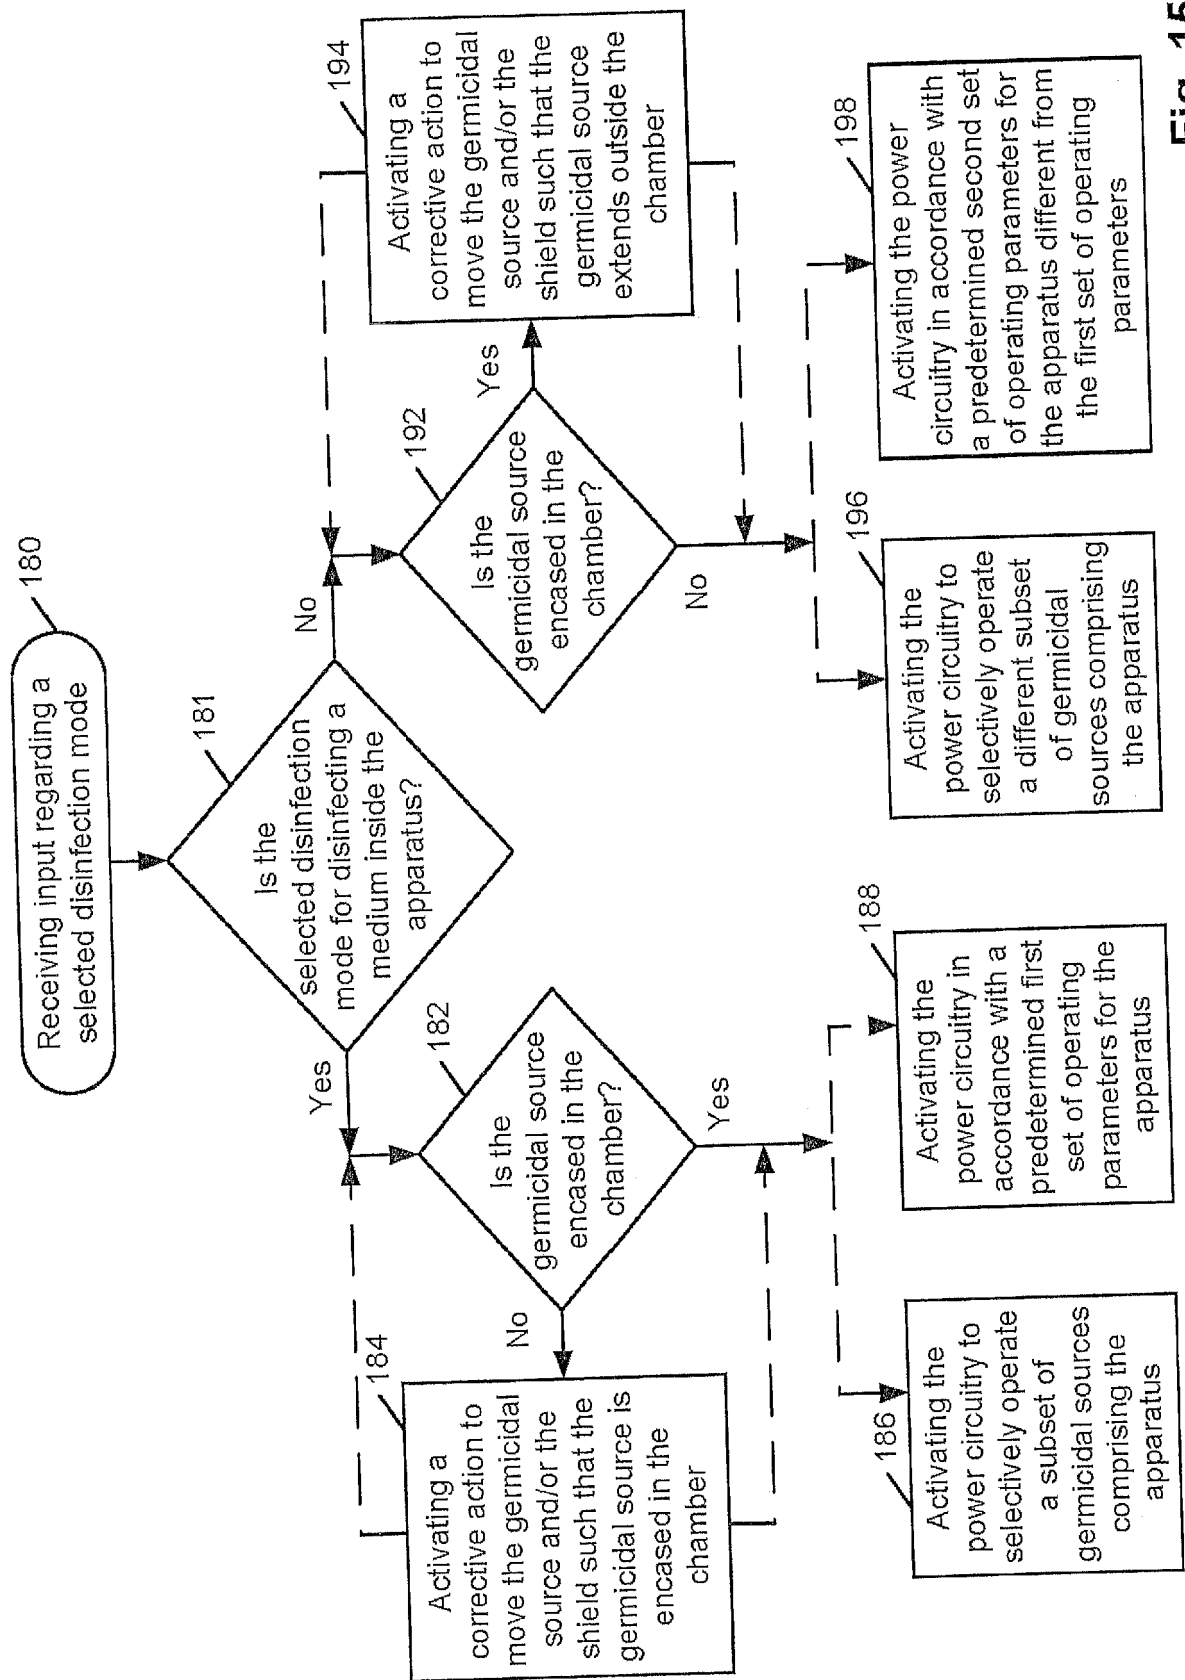 Receiving input regarding a
selected disinfection mode
180
Is the
selected disinfection
mode for disinfecting a
medium inside the
apparatus?
181
Yes
No
Is the
germicidal source
encased in the
chamber?
182
No
Yes
Activating a
corrective action to
move the germicidal
source and/or the
shield such that the
germicidal source is
encased in the
chamber
184
Is the
germicidal source
encased in the
chamber?
192
Yes
No
Activating a
corrective action to
move the germicidal
source and/or the
shield such that the
germicidal source
extends outside the
chamber
194
Activating the
power circuitry to
selectively operate
a subset of
germicidal sources
comprising the
apparatus
186
Activating the
power circuitry in
accordance with a
predetermined first
set of operating
parameters for the
apparatus
188
Activating the
power circuitry to
selectively operate
a different subset
of germicidal
sources comprising
the apparatus
196
Activating the power
circuitry in accordance with
a predetermined second set
of operating parameters for
the apparatus different from
the first set of operating
parameters
198
Fig. 15